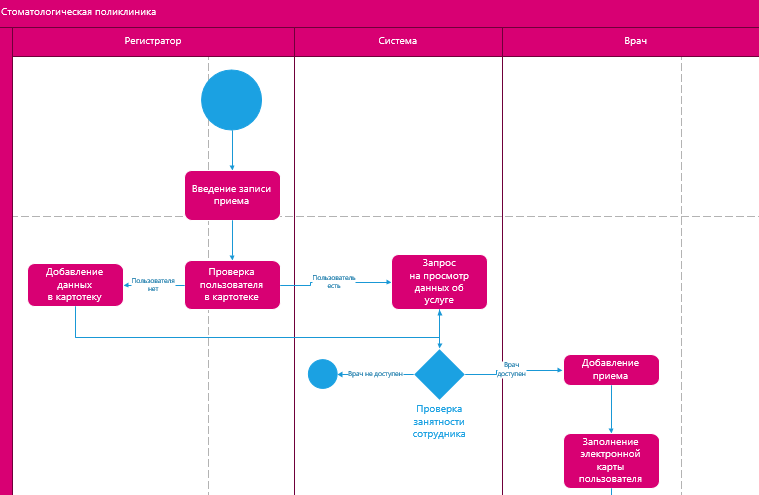 Стоматологическая поликлиника
Регистратор
Система
Врач
Введение записи
приема
Добавление
данных
в картотеку
Пользователя
нет
Проверка
пользователя
в картотеке
Пользователь
есть
Запрос
на просмотр
данных об
услуге
Врач не доступен
Проверка
занятности
сотрудника
Врач
доступен
Добавление
приема
Заполнение
электронной
карты
пользователя